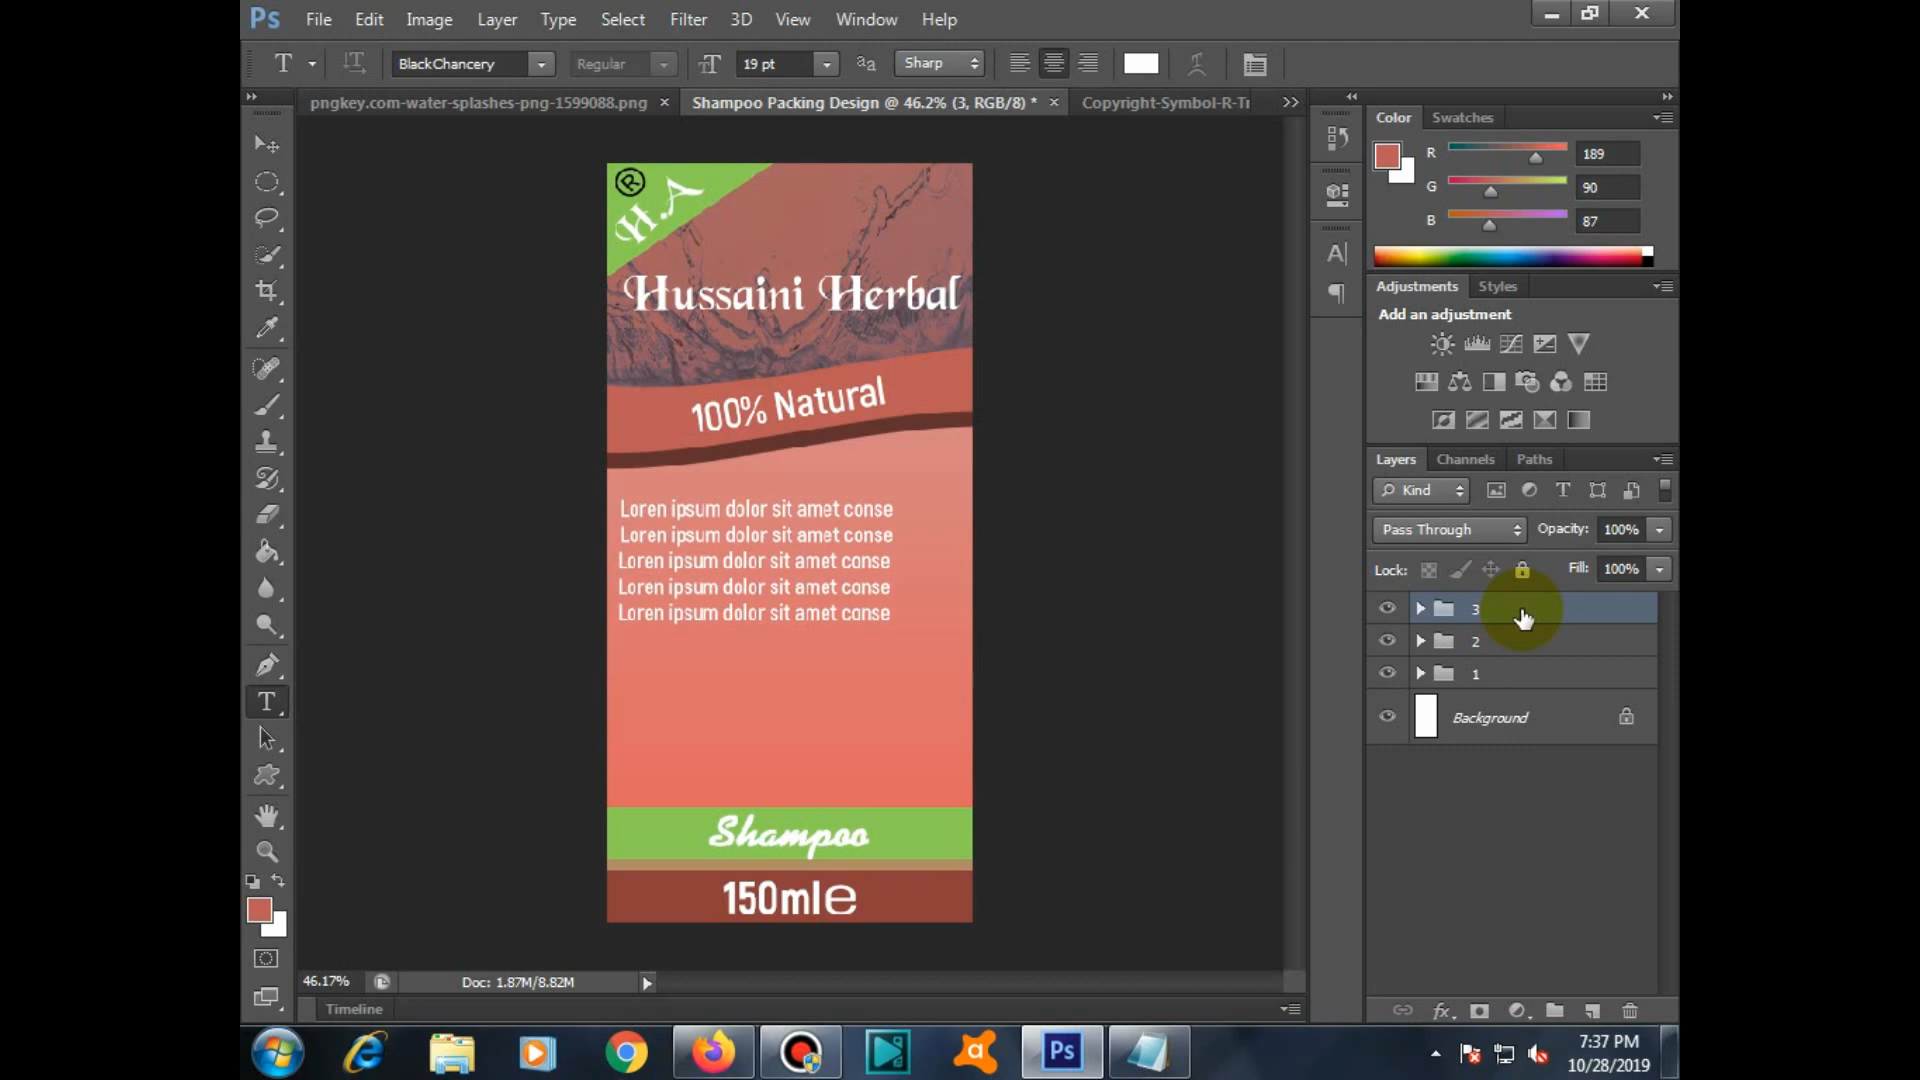 Ps File Edit Image Layer Type Select Filter 3D View Window Help
T BlackChancery Regular 19 pt Sharp
pngkey.com-water-splashes-png-1599088.png × Shampoo Packing Design @ 46.2% (3, RGB/8) * × Copyright-Symbol-R-Tr
Color Swatches
R 189
G 90
B 87
Adjustments Styles
Add an adjustment
Layers Channels Paths
Kind
Pass Through Opacity: 100%
Lock: Fill: 100%
3
2
1
Background
®
H.A
Hussaini Herbal
100% Natural
Loren ipsum dolor sit amet conse
Loren ipsum dolor sit amet conse
Loren ipsum dolor sit amet conse
Loren ipsum dolor sit amet conse
Loren ipsum dolor sit amet conse
Shampoo
150ml℮
46.17% Doc: 1.87M/8.82M
Timeline
Ps
7:37 PM
10/28/2019